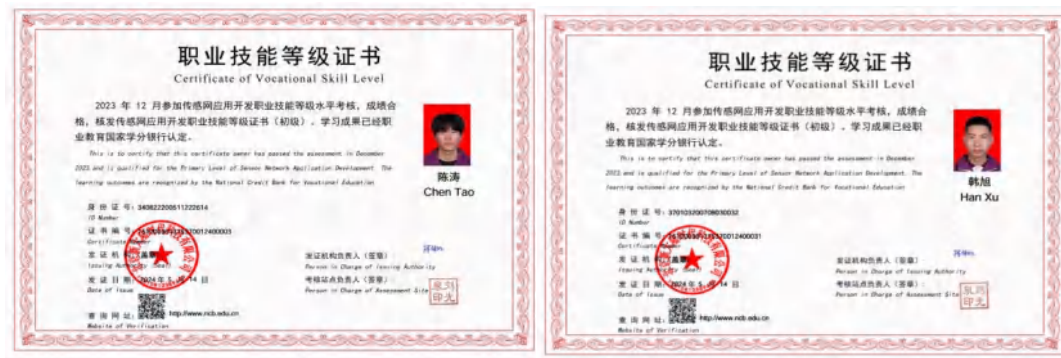 职业技能等级证书
Certificate of Vocational Skill Level
2023 年 12 月参加传感网应用开发职业技能等级水平考核，成绩合
格，核发传感网应用开发职业技能等级证书（初级）．学习成果已经职
业教育国家学分银行认定。
This is to certify that this certificate owner has passed the assessment in December
2023 and is qualified for the Primary Level of Sensor Network Application Development. The
learning outcomes are recognized by the National Credit Bank for Vocational Education
陈涛
Chen Tao
身 份 证 号：
ID Number
证 书 编 号：
Certificate Number
发 证 机 构（盖章）
Issuing Authority (Seal)
发 证 日 期：2024 年 5 月 14 日
Date of Issue
查 询 网 址：http://www.ncb.edu.cn
Website of Verification
发证机构负责人（签章）
Person in Charge of Issuing Authority
考核站点负责人（签章）：
Person in Charge of Assessment Site
职业技能等级证书
Certificate of Vocational Skill Level
2023 年 12 月参加传感网应用开发职业技能等级水平考核，成绩合
格，核发传感网应用开发职业技能等级证书（初级）．学习成果已经职
业教育国家学分银行认定。
This is to certify that this certificate owner has passed the assessment in December
2023 and is qualified for the Primary Level of Sensor Network Application Development. The
learning outcomes are recognized by the National Credit Bank for Vocational Education
韩旭
Han Xu
身 份 证 号：
ID Number
证 书 编 号：
Certificate Number
发 证 机 构（盖章）
Issuing Authority (Seal)
发 证 日 期：2024 年 5 月 14 日
Date of Issue
查 询 网 址：http://www.ncb.edu.cn
Website of Verification
发证机构负责人（签章）
Person in Charge of Issuing Authority
考核站点负责人（签章）：
Person in Charge of Assessment Site